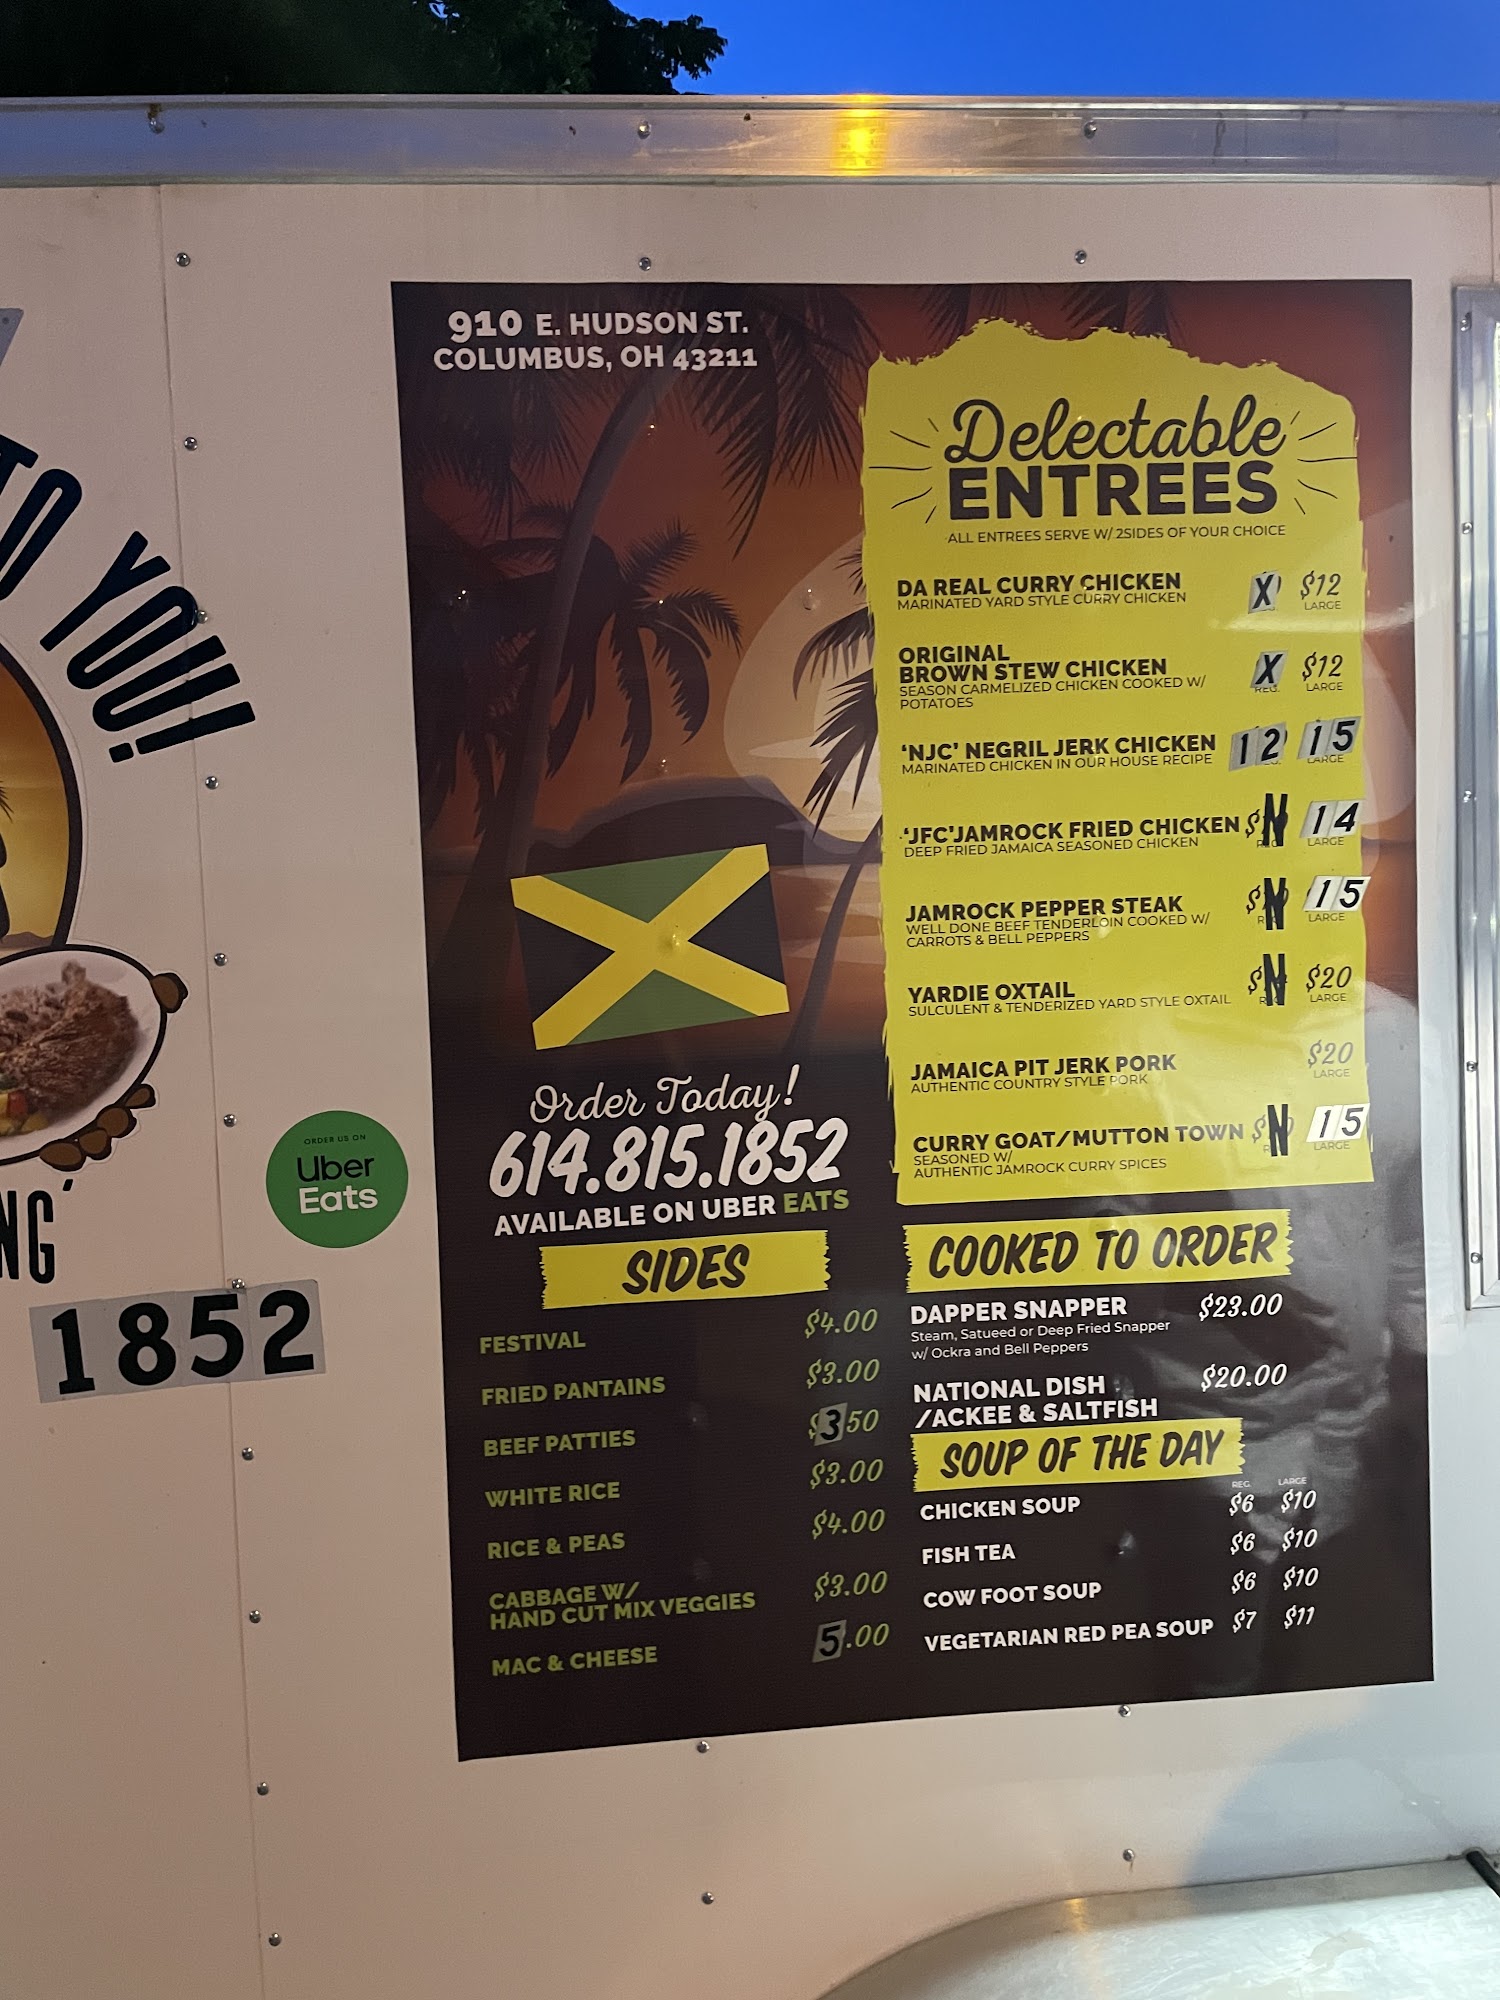 TO YOU!
NG'
1852
ORDER US ON
Uber
Eats
910 E. HUDSON ST.
COLUMBUS, OH 43211
Order Today!
614.815.1852
AVAILABLE ON UBER EATS
SIDES
FESTIVAL $4.00
FRIED PANTAINS $3.00
BEEF PATTIES $3.50
WHITE RICE $3.00
RICE & PEAS $4.00
CABBAGE W/
HAND CUT MIX VEGGIES $3.00
MAC & CHEESE 5.00
Delectable
ENTREES
ALL ENTREES SERVE W/ 2SIDES OF YOUR CHOICE
DA REAL CURRY CHICKEN X $12
MARINATED YARD STYLE CURRY CHICKEN LARGE
ORIGINAL
BROWN STEW CHICKEN X $12
SEASON CARMELIZED CHICKEN COOKED W/ REG. LARGE
POTATOES
'NJC' NEGRIL JERK CHICKEN 12 15
MARINATED CHICKEN IN OUR HOUSE RECIPE LARGE
'JFC'JAMROCK FRIED CHICKEN $N 14
DEEP FRIED JAMAICA SEASONED CHICKEN LARGE
JAMROCK PEPPER STEAK $N 15
WELL DONE BEEF TENDERLOIN COOKED W/ LARGE
CARROTS & BELL PEPPERS
YARDIE OXTAIL $N $20
SULCULENT & TENDERIZED YARD STYLE OXTAIL LARGE
JAMAICA PIT JERK PORK $20
AUTHENTIC COUNTRY STYLE PORK LARGE
CURRY GOAT/MUTTON TOWN $N 15
SEASONED W/ LARGE
AUTHENTIC JAMROCK CURRY SPICES
COOKED TO ORDER
DAPPER SNAPPER $23.00
Steam, Satueed or Deep Fried Snapper
w/ Ockra and Bell Peppers
NATIONAL DISH $20.00
/ACKEE & SALTFISH
SOUP OF THE DAY
REG. LARGE
CHICKEN SOUP $6 $10
FISH TEA $6 $10
COW FOOT SOUP $6 $10
VEGETARIAN RED PEA SOUP $7 $11